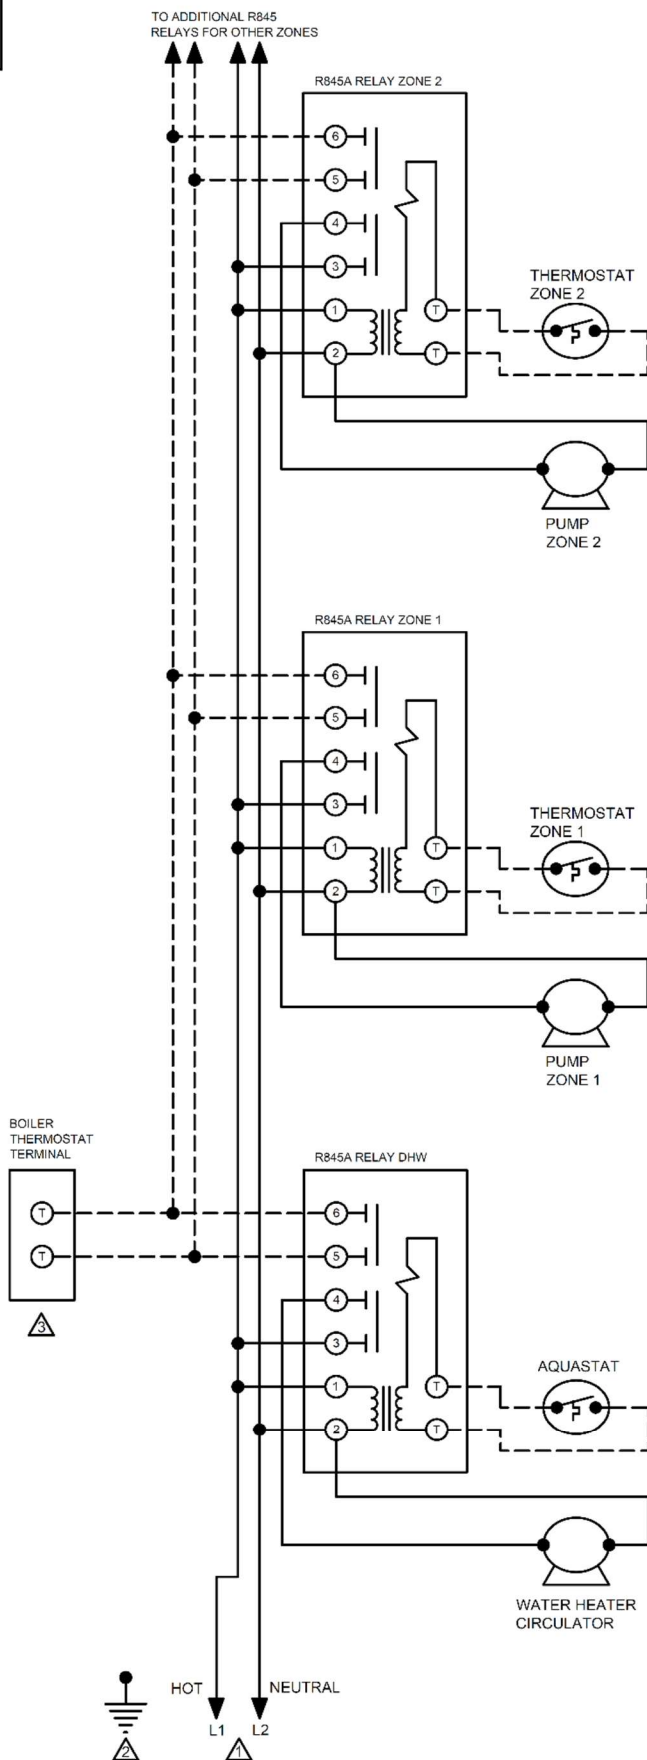 TO ADDITIONAL R845
RELAYS FOR OTHER ZONES
R845A RELAY ZONE 2
6
5
4
3
1
2
T
T
THERMOSTAT
ZONE 2
PUMP
ZONE 2
R845A RELAY ZONE 1
6
5
4
3
1
2
T
T
THERMOSTAT
ZONE 1
PUMP
ZONE 1
BOILER
THERMOSTAT
TERMINAL
T
T
3
R845A RELAY DHW
6
5
4
3
1
2
T
T
AQUASTAT
WATER HEATER
CIRCULATOR
HOT
NEUTRAL
L1
L2
2
1